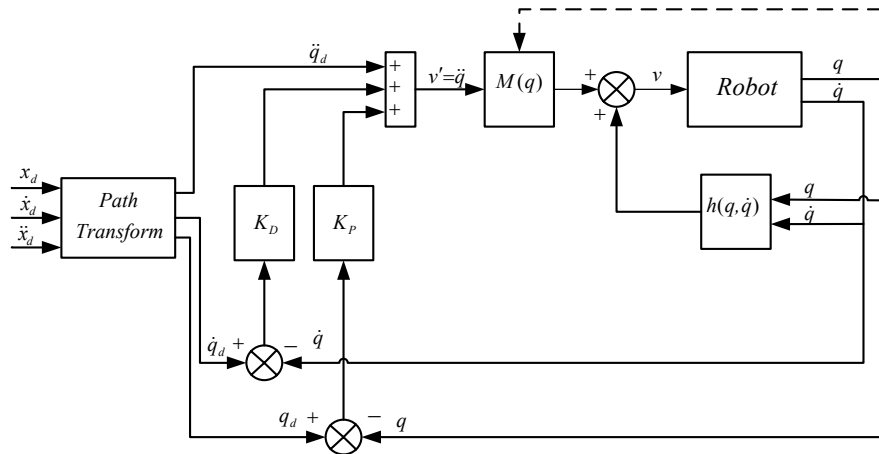 q̈_d
+
+
+
v'=q̈
M(q)
+
+
v
Robot
q
q̇
x_d
ẋ_d
ẍ_d
Path
Transform
K_D
K_P
h(q,q̇)
q
q̇
q̇_d
+
−
q̇
q_d
+
−
q